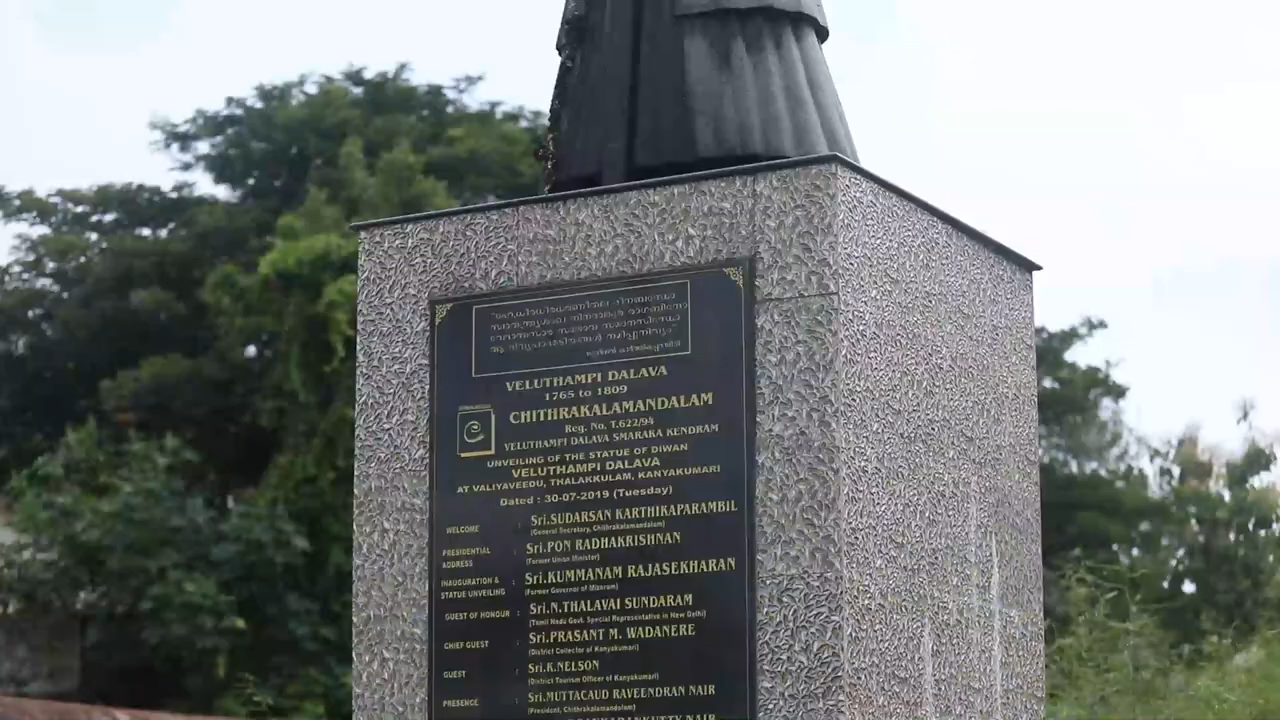 VELUTHAMPI DALAVA
1765 to 1809
CHITHRAKALAMANDALAM
Reg. No. T.622/94
VELUTHAMPI DALAVA SMARAKA KENDRAM
UNVEILING OF THE STATUE OF DIWAN
VELUTHAMPI DALAVA
AT VALIYAVEEDU, THALAKKULAM, KANYAKUMARI
Dated : 30-07-2019 (Tuesday)
WELCOME : Sri.SUDARSAN KARTHIKAPARAMBIL
(General Secretary, Chithrakalamandalam)
PRESIDENTIAL ADDRESS : Sri.PON RADHAKRISHNAN
(Former Union Minister)
INAUGURATION & STATUE UNVEILING : Sri.KUMMANAM RAJASEKHARAN
(Former Governor of Mizoram)
GUEST OF HONOUR : Sri.N.THALAVAI SUNDARAM
(Tamil Nadu Govt. Special Representative in New Delhi)
CHIEF GUEST : Sri.PRASANT M. WADANERE
(District Collector of Kanyakumari)
GUEST : Sri.K.NELSON
(District Tourism Officer of Kanyakumari)
PRESENCE : Sri.MUTTACAUD RAVEENDRAN NAIR
(President, Chithrakalamandalam)
NAIR